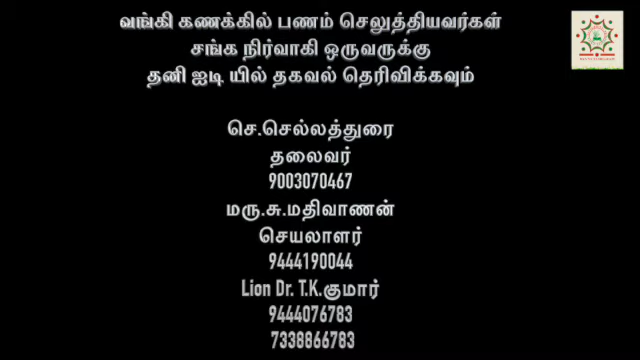 வங்கி கணக்கில் பணம் செலுத்தியவர்கள்
சங்க நிர்வாகி ஒருவருக்கு
தனி ஐடி யில் தகவல் தெரிவிக்கவும்
செ.செல்லத்துரை
தலைவர்
9003070467
மரு.சு.மதிவாணன்
செயலாளர்
9444190044
Lion Dr. T.K.குமார்
9444076783
7338866783